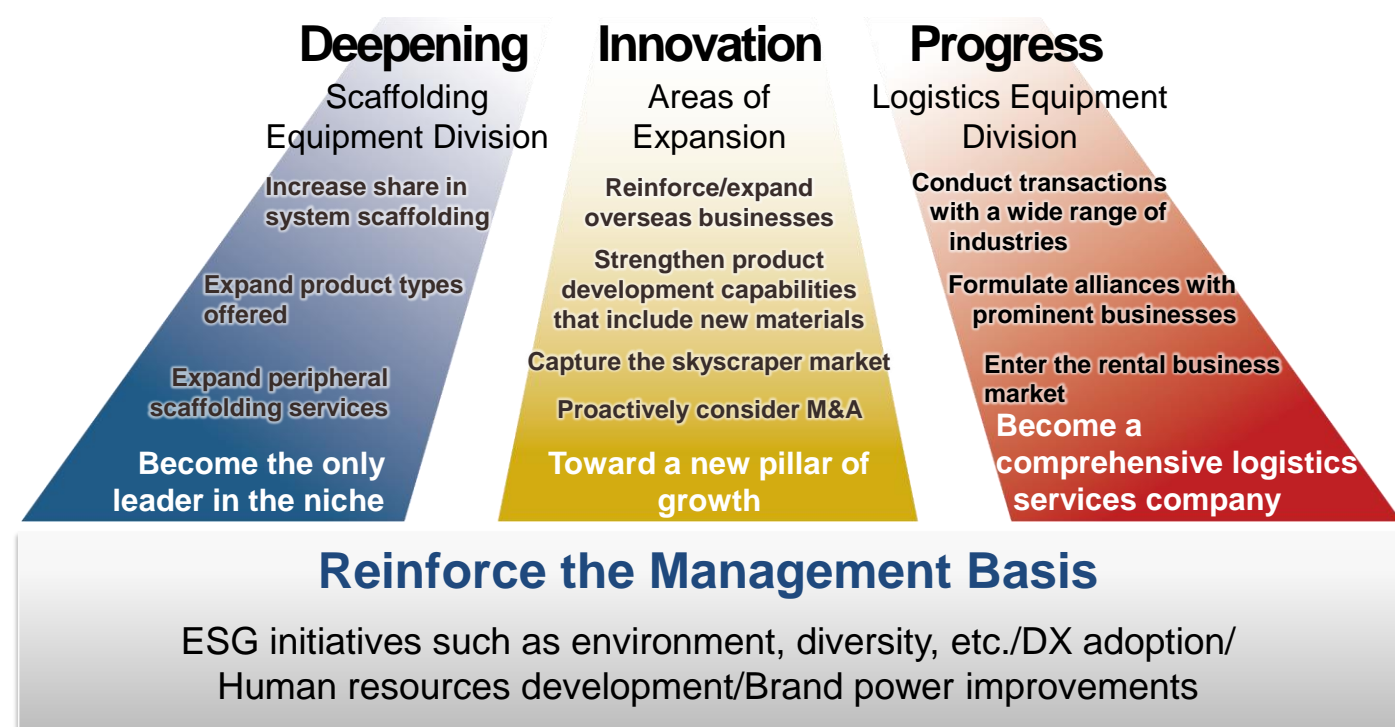 Deepening
Scaffolding
Equipment Division
Increase share in
system scaffolding
Expand product types
offered
Expand peripheral
scaffolding services
Become the only
leader in the niche
Innovation
Areas of
Expansion
Reinforce/expand
overseas businesses
Strengthen product
development capabilities
that include new materials
Capture the skyscraper market
Proactively consider M&A
Toward a new pillar of
growth
Progress
Logistics Equipment
Division
Conduct transactions
with a wide range of
industries
Formulate alliances with
prominent businesses
Enter the rental business
market
Become a
comprehensive logistics
services company
Reinforce the Management Basis
ESG initiatives such as environment, diversity, etc./DX adoption/
Human resources development/Brand power improvements